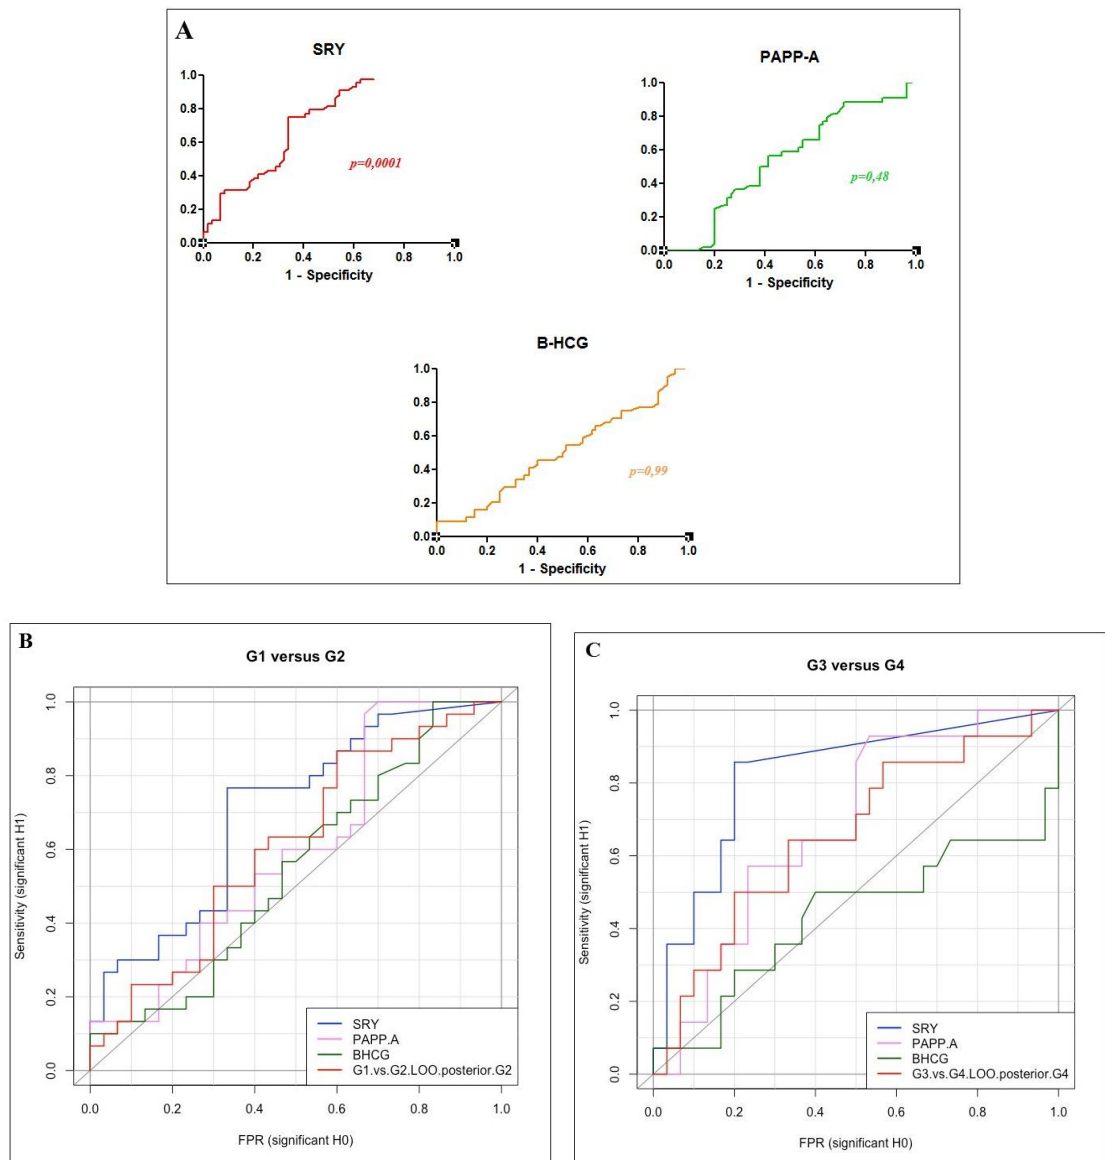 A
SRY
1.0
0.8
0.6
0.4
0.2
0.0
p=0,0001
0.0 0.2 0.4 0.6 0.8 1.0
1 - Specificity
PAPP-A
1.0
0.8
0.6
0.4
0.2
0.0
p=0,48
0.0 0.2 0.4 0.6 0.8 1.0
1 - Specificity
B-HCG
1.0
0.8
0.6
0.4
0.2
0.0
p=0,99
0.0 0.2 0.4 0.6 0.8 1.0
1 - Specificity
B
G1 versus G2
Sensitivity (significant H1)
1.0
0.8
0.6
0.4
0.2
0.0
SRY
PAPP.A
BHCG
G1.vs.G2.LOO.posterior.G2
0.0 0.2 0.4 0.6 0.8 1.0
FPR (significant H0)
C
G3 versus G4
Sensitivity (significant H1)
1.0
0.8
0.6
0.4
0.2
0.0
SRY
PAPP.A
BHCG
G3.vs.G4.LOO.posterior.G4
0.0 0.2 0.4 0.6 0.8 1.0
FPR (significant H0)